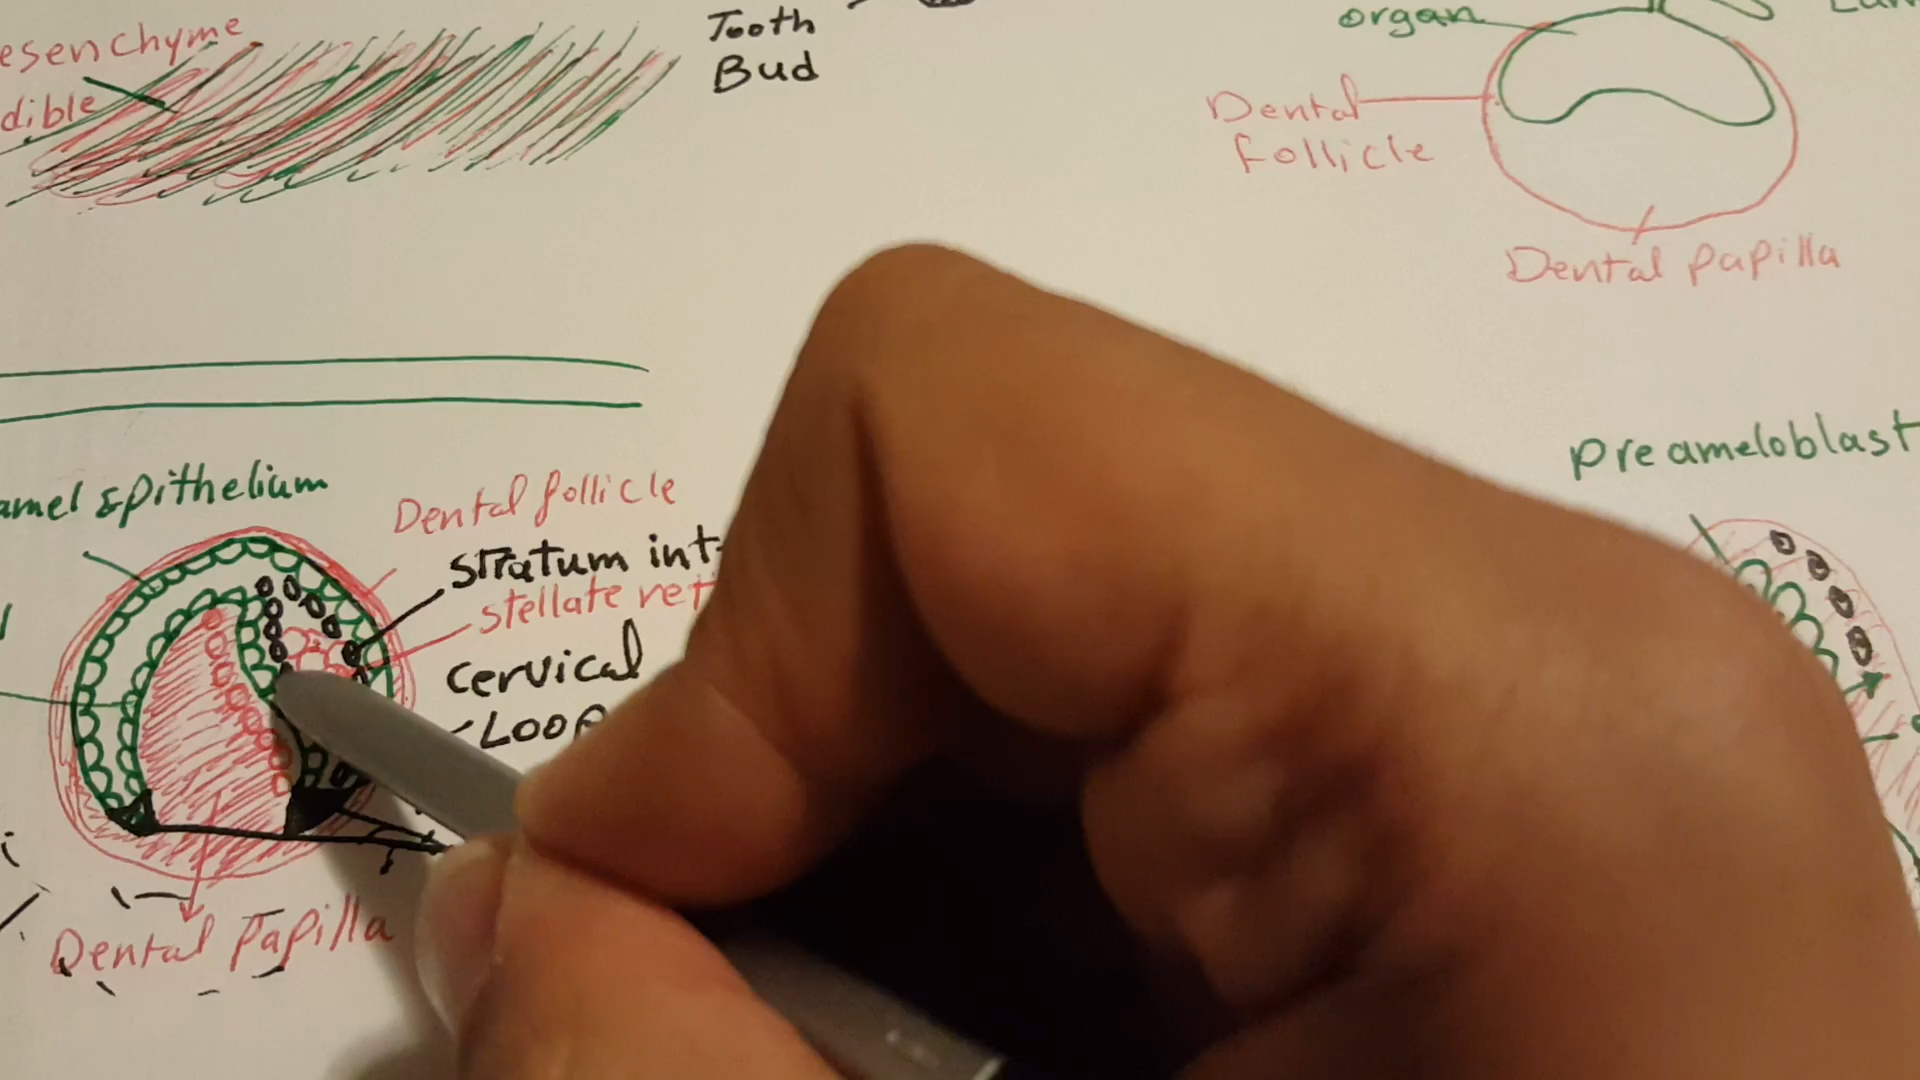 esenchyme
dible
Tooth
Bud
organ
Dental
follicle
Dental papilla
preameloblast
amel Epithelium
Dental follicle
stratum int
stellate ret
cervical
Loop
Dental Papilla